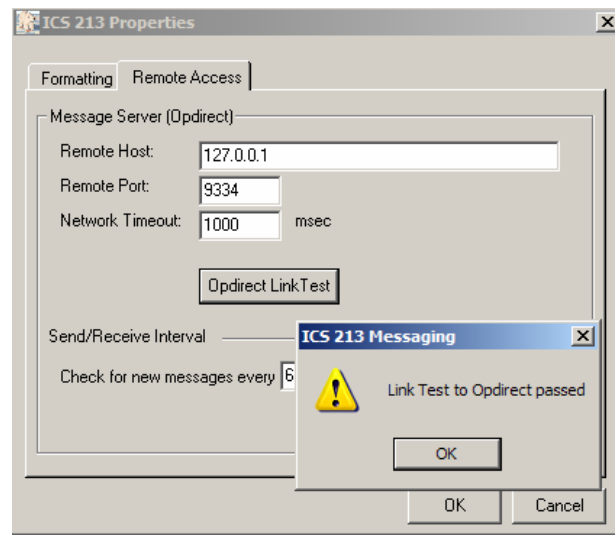 ICS 213 Properties
Formatting
Remote Access
Message Server (Opdirect)
Remote Host: 127.0.0.1
Remote Port: 9334
Network Timeout: 1000 msec
Opdirect LinkTest
Send/Receive Interval
Check for new messages every 6
ICS 213 Messaging
Link Test to Opdirect passed
OK
OK Cancel